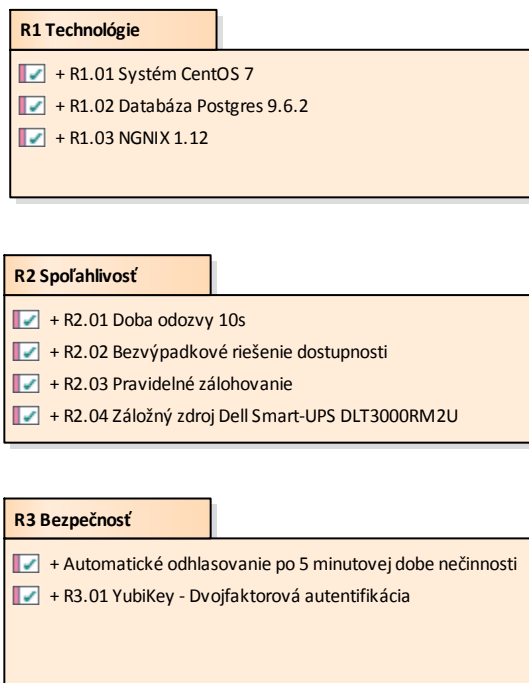 R1 Technológie
+ R1.01 Systém CentOS 7
+ R1.02 Databáza Postgres 9.6.2
+ R1.03 NGNIX 1.12
R2 Spoľahlivosť
+ R2.01 Doba odozvy 10s
+ R2.02 Bezvýpadkové riešenie dostupnosti
+ R2.03 Pravidelné zálohovanie
+ R2.04 Záložný zdroj Dell Smart-UPS DLT3000RM2U
R3 Bezpečnosť
+ Automatické odhlasovanie po 5 minutovej dobe nečinnosti
+ R3.01 YubiKey - Dvojfaktorová autentifikácia